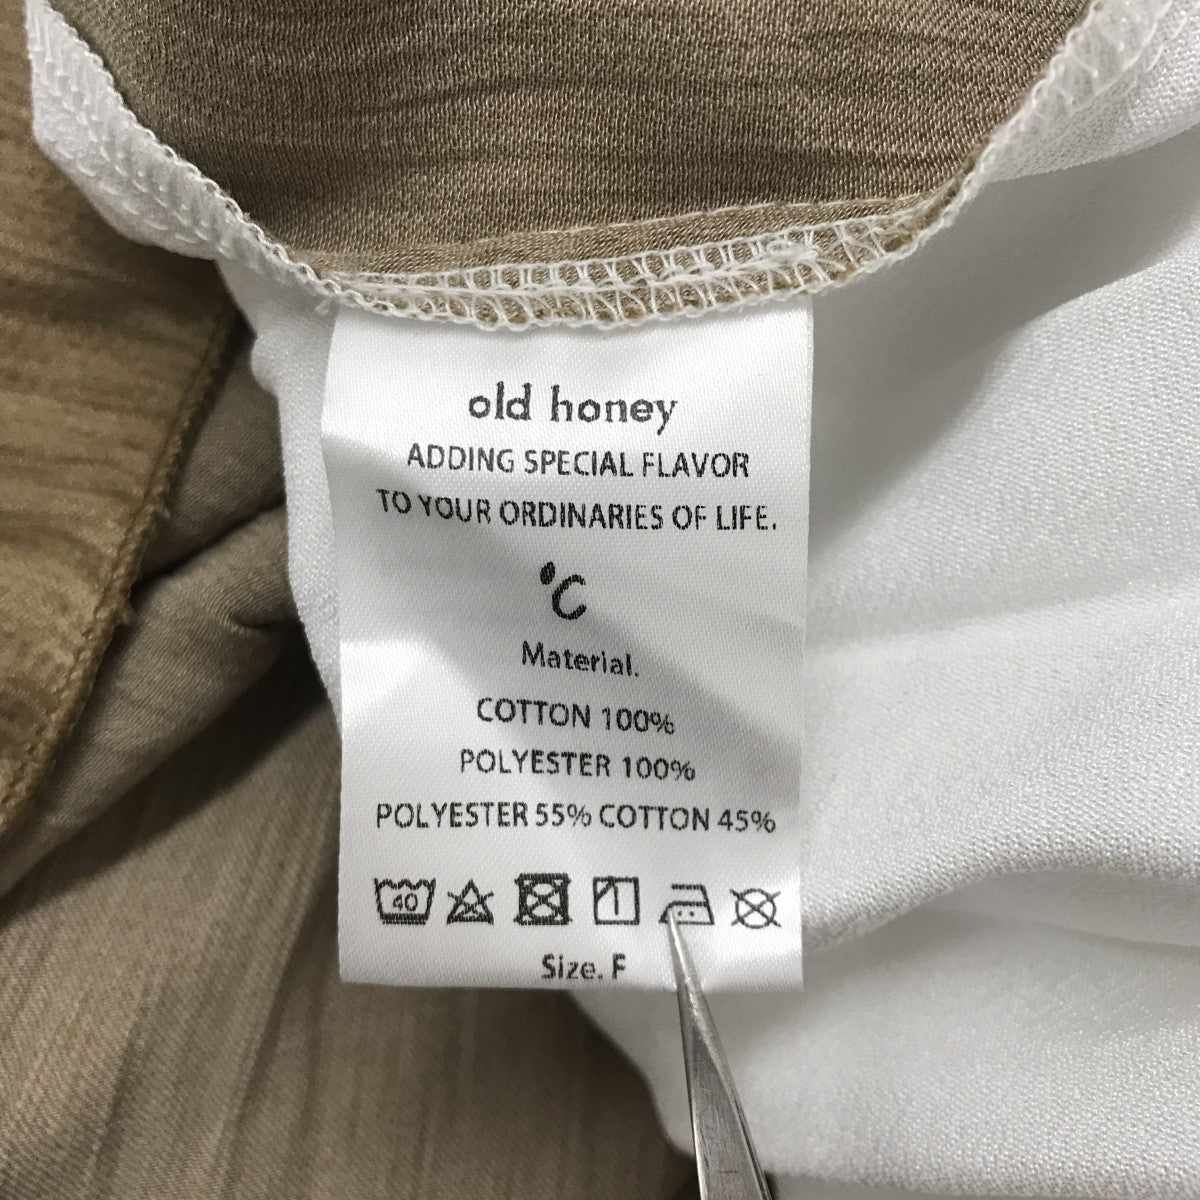 old honey
ADDING SPECIAL FLAVOR
TO YOUR ORDINARIES OF LIFE.
°C
Material.
COTTON 100%
POLYESTER 100%
POLYESTER 55% COTTON 45%
40
Size. F